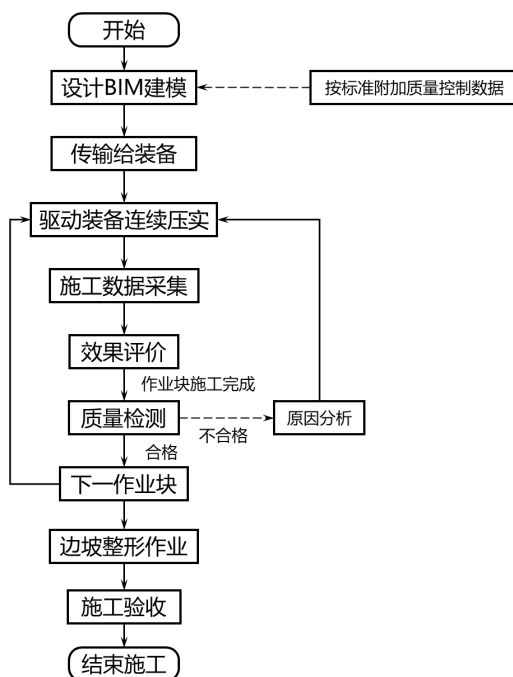 开始
设计BIM建模
按标准附加质量控制数据
传输给装备
驱动装备连续压实
施工数据采集
效果评价
作业块施工完成
质量检测
原因分析
不合格
合格
下一作业块
边坡整形作业
施工验收
结束施工